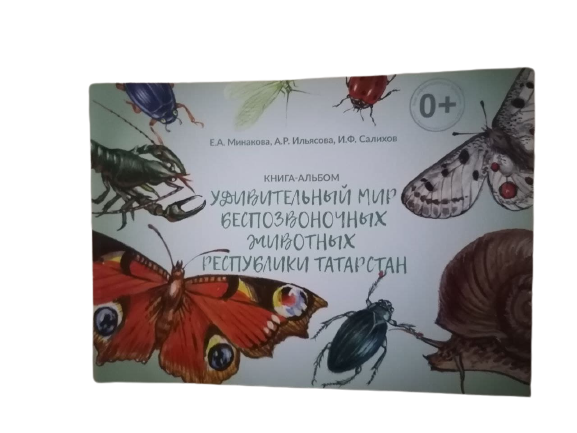 0+
Е.А. Минакова, А.Р. Ильясова, И.Ф. Салихов
КНИГА-АЛЬБОМ
УДИВИТЕЛЬНЫЙ МИР
БЕСПОЗВОНОЧНЫХ
ЖИВОТНЫХ
РЕСПУБЛИКИ ТАТАРСТАН